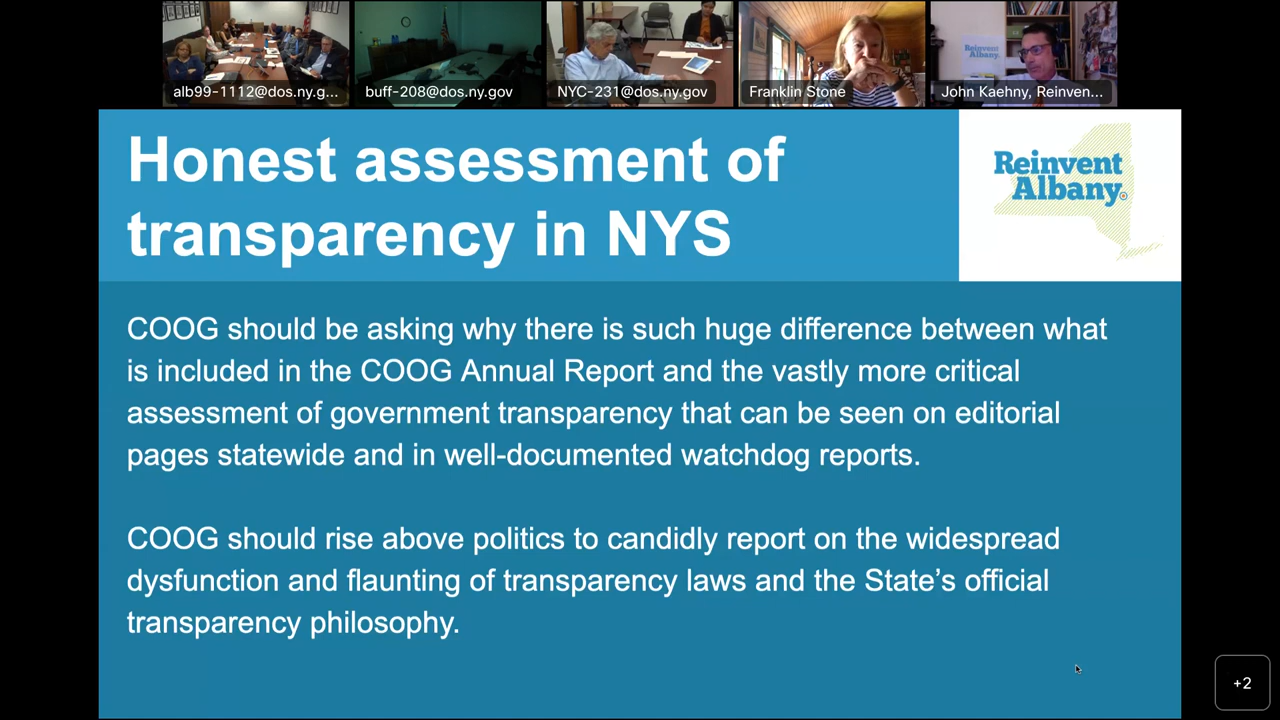 alb99-1112@dos.ny.g...
buff-208@dos.ny.gov
NYC-231@dos.ny.gov
Franklin Stone
John Kaehny, Reinven...
Reinvent
Albany
Honest assessment of
transparency in NYS
Reinvent
Albany
COOG should be asking why there is such huge difference between what
is included in the COOG Annual Report and the vastly more critical
assessment of government transparency that can be seen on editorial
pages statewide and in well-documented watchdog reports.
COOG should rise above politics to candidly report on the widespread
dysfunction and flaunting of transparency laws and the State’s official
transparency philosophy.
+2